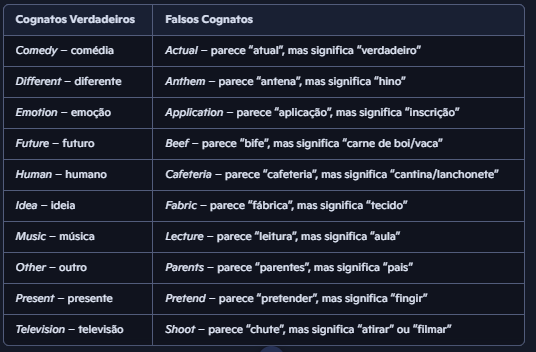 Cognatos Verdadeiros Falsos Cognatos
Comedy – comédia Actual – parece “atual”, mas significa “verdadeiro”
Different – diferente Anthem – parece “antena”, mas significa “hino”
Emotion – emoção Application – parece “aplicação”, mas significa “inscrição”
Future – futuro Beef – parece “bife”, mas significa “carne de boi/vaca”
Human – humano Cafeteria – parece “cafeteria”, mas significa “cantina/lanchonete”
Idea – ideia Fabric – parece “fábrica”, mas significa “tecido”
Music – música Lecture – parece “leitura”, mas significa “aula”
Other – outro Parents – parece “parentes”, mas significa “pais”
Present – presente Pretend – parece “pretender”, mas significa “fingir”
Television – televisão Shoot – parece “chute”, mas significa “atirar” ou “filmar”